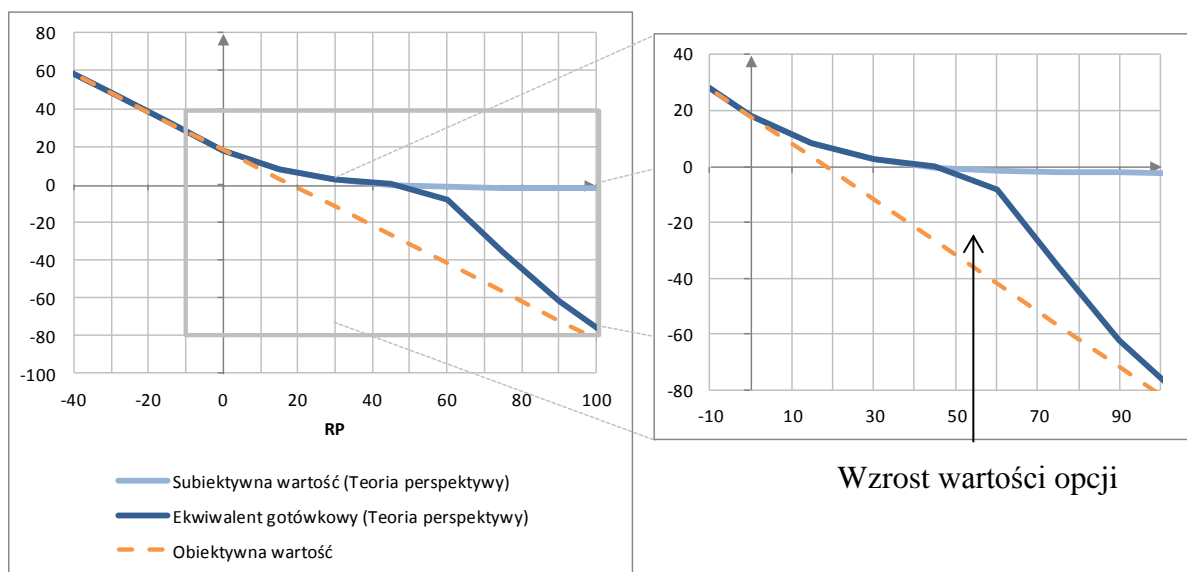 80
60
40
20
0
-20
-40
-60
-80
-100
-40 -20 0 20 40 60 80 100
RP
Subiektywna wartość (Teoria perspektywy)
Ekwiwalent gotówkowy (Teoria perspektywy)
Obiektywna wartość
40
20
0
-20
-40
-60
-80
-10 10 30 50 70 90
Wzrost wartości opcji